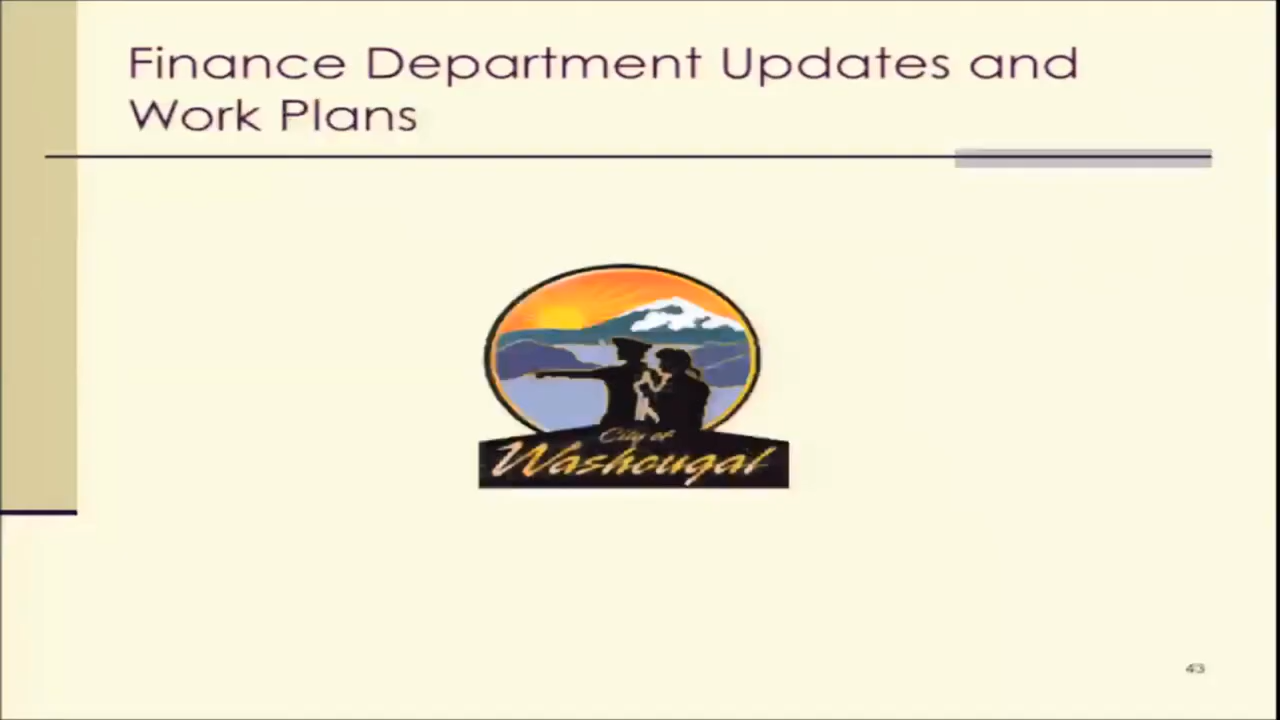 Finance Department Updates and
Work Plans
City of
Washougal
43